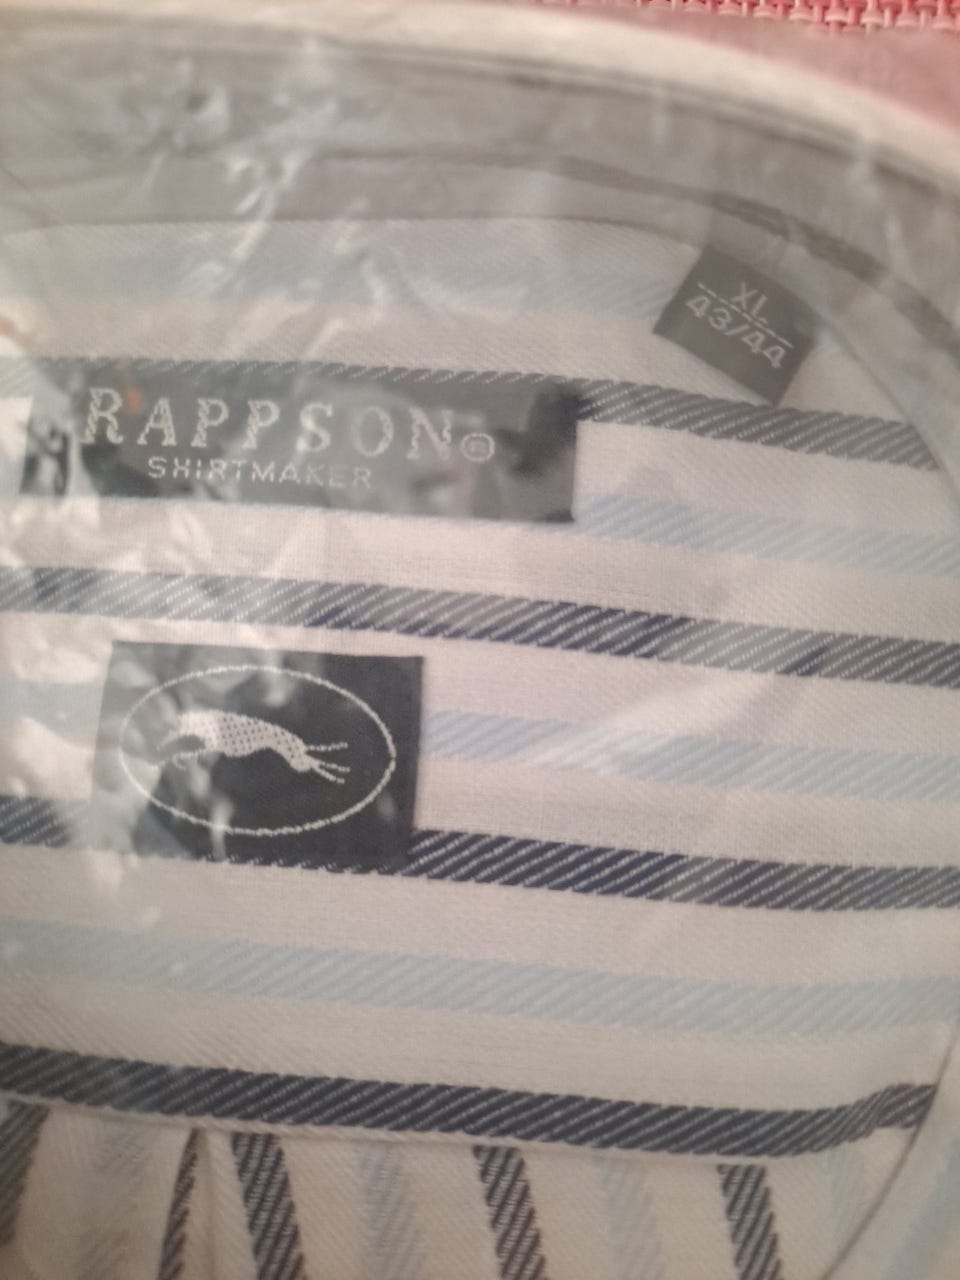 XL
43/44
RAPPSON®
SHIRTMAKER